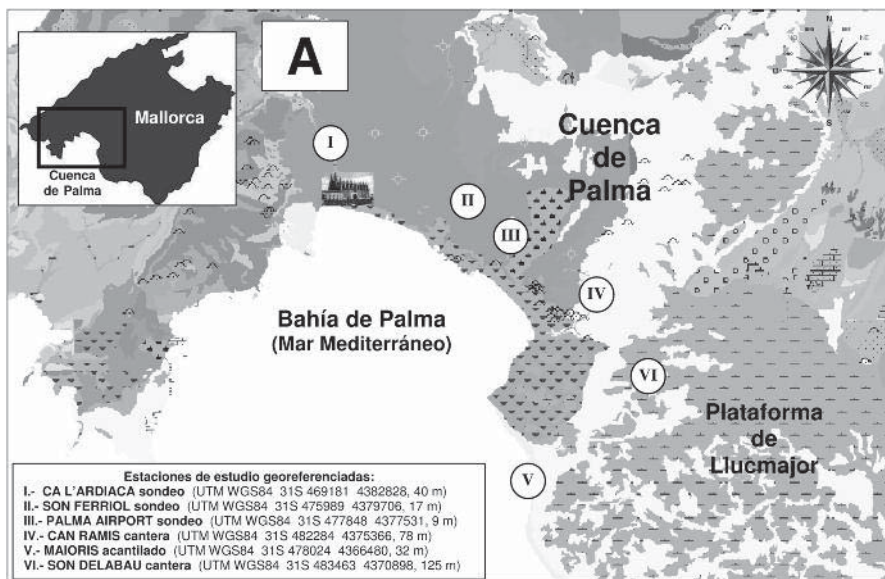 A
Mallorca
Cuenca
de Palma
N
S
I
II
III
IV
V
VI
Cuenca
de
Palma
Bahía de Palma
(Mar Mediterráneo)
Plataforma
de
Llucmajor
Estaciones de estudio georeferenciadas:
I.- CA L'ARDIACA sondeo (UTM WGS84 31S 469181 4382828, 40 m)
II.- SON FERRIOL sondeo (UTM WGS84 31S 475989 4379706, 17 m)
III.- PALMA AIRPORT sondeo (UTM WGS84 31S 477848 4377531, 9 m)
IV.- CAN RAMIS cantera (UTM WGS84 31S 482284 4375366, 78 m)
V.- MAIORIS acantilado (UTM WGS84 31S 478024 4366480, 32 m)
VI.- SON DELABAU cantera (UTM WGS84 31S 483463 4370898, 125 m)